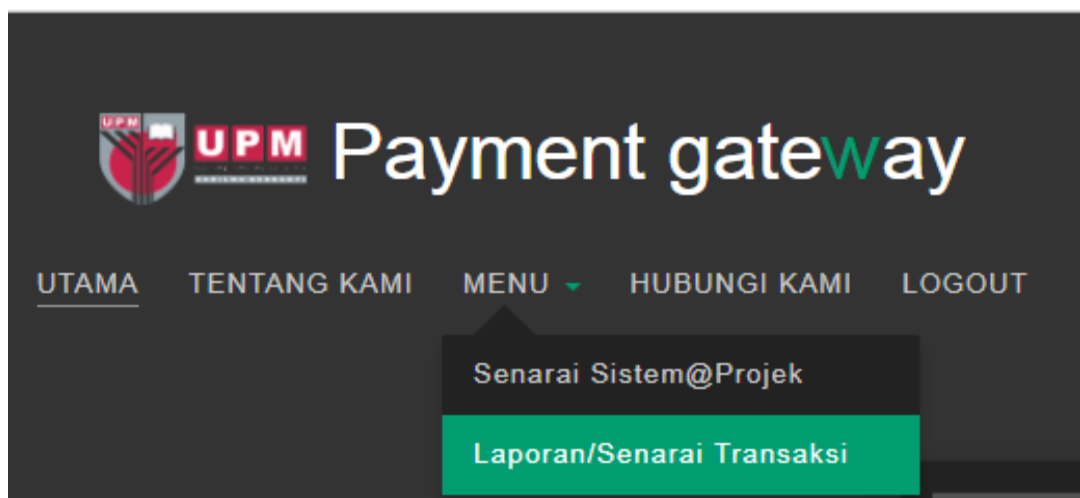 UPM
UPM Payment gateway
UTAMA TENTANG KAMI MENU HUBUNGI KAMI LOGOUT
Senarai Sistem@Projek
Laporan/Senarai Transaksi